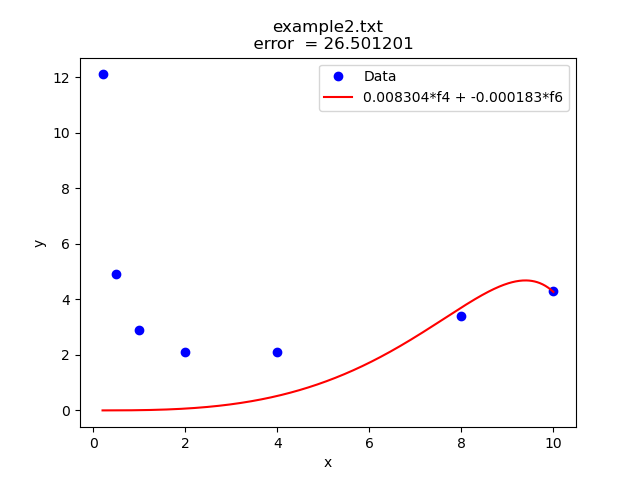 example2.txt
error = 26.501201
Data
0.008304*f4 + -0.000183*f6
y
12
10
8
6
4
2
0
0 2 4 6 8 10
x